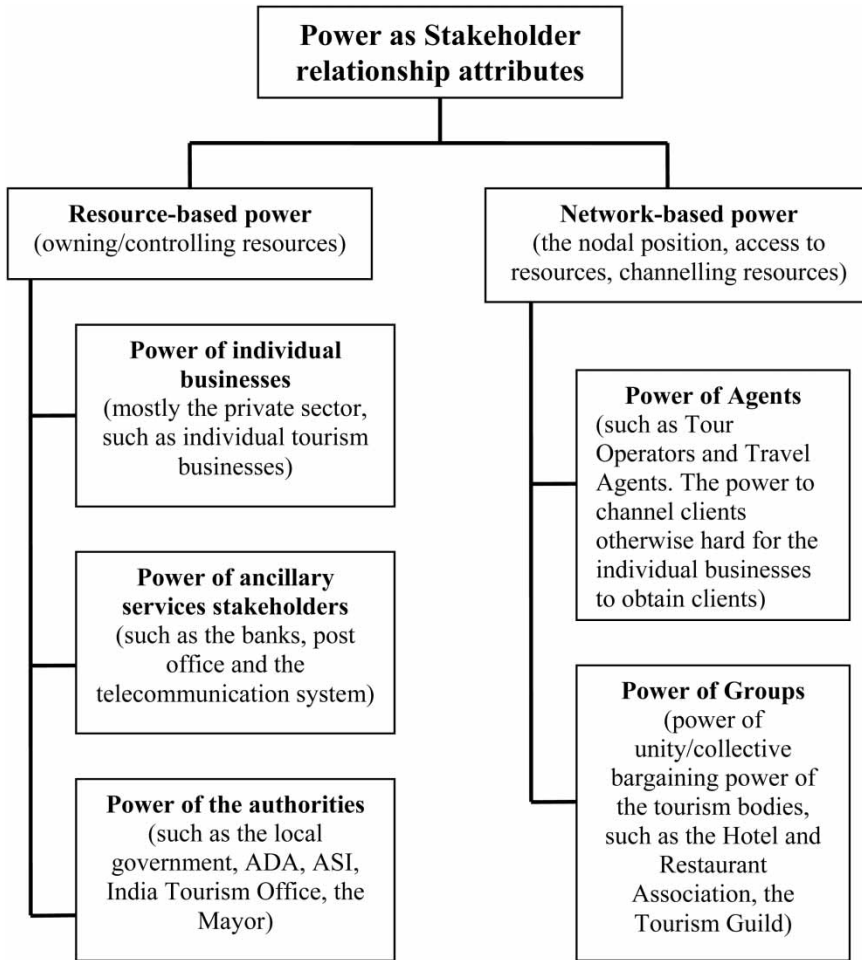 Power as Stakeholder
relationship attributes
Resource-based power
(owning/controlling resources)
Power of individual
businesses
(mostly the private sector,
such as individual tourism
businesses)
Power of ancillary
services stakeholders
(such as the banks, post
office and the
telecommunication system)
Power of the authorities
(such as the local
government, ADA, ASI,
India Tourism Office, the
Mayor)
Network-based power
(the nodal position, access to
resources, channelling resources)
Power of Agents
(such as Tour
Operators and Travel
Agents. The power to
channel clients
otherwise hard for the
individual businesses
to obtain clients)
Power of Groups
(power of
unity/collective
bargaining power of
the tourism bodies,
such as the Hotel and
Restaurant
Association, the
Tourism Guild)